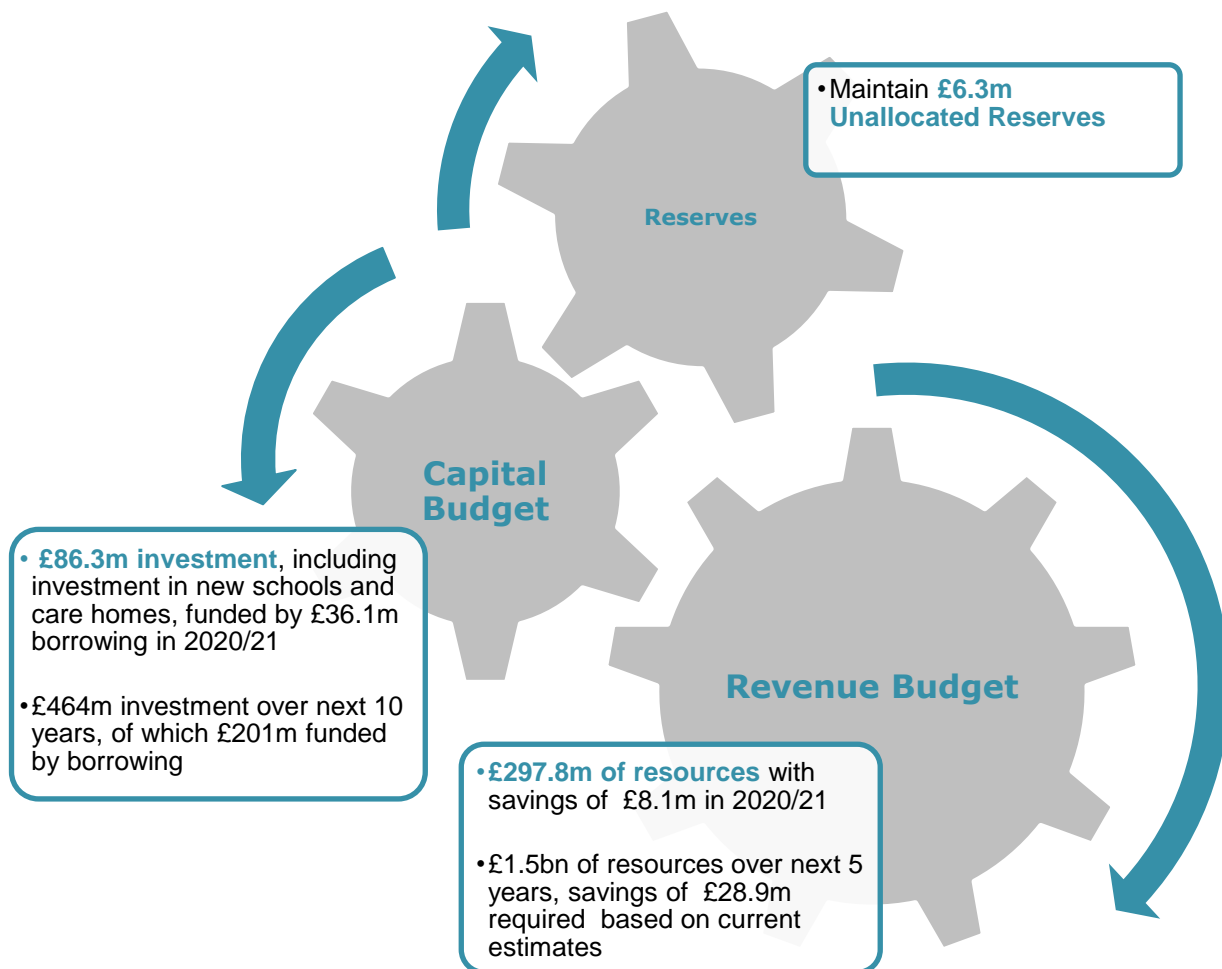 •Maintain £6.3m
Unallocated Reserves
Reserves
Capital
Budget
• £86.3m investment, including
investment in new schools and
care homes, funded by £36.1m
borrowing in 2020/21
•£464m investment over next 10
years, of which £201m funded
by borrowing
Revenue Budget
•£297.8m of resources with
savings of £8.1m in 2020/21
•£1.5bn of resources over next 5
years, savings of £28.9m
required based on current
estimates